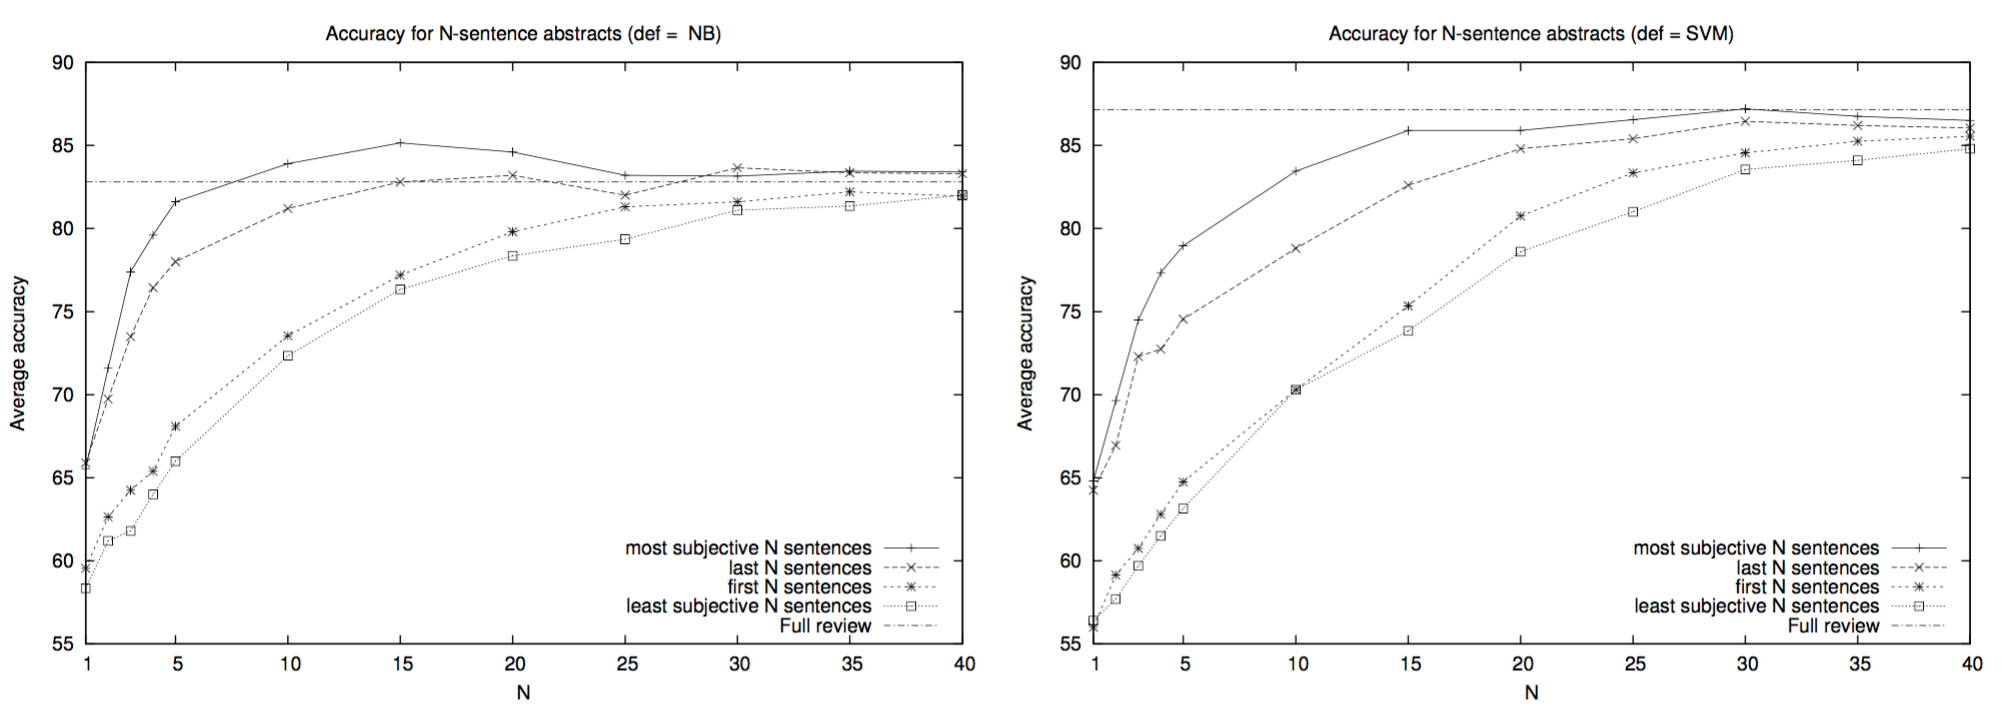 Accuracy for N-sentence abstracts (def = NB)
90
85
80
75
70
65
60
55
Average accuracy
most subjective N sentences
last N sentences
first N sentences
least subjective N sentences
Full review
1 5 10 15 20 25 30 35 40
N
Accuracy for N-sentence abstracts (def = SVM)
90
85
80
75
70
65
60
55
Average accuracy
most subjective N sentences
last N sentences
first N sentences
least subjective N sentences
Full review
1 5 10 15 20 25 30 35 40
N